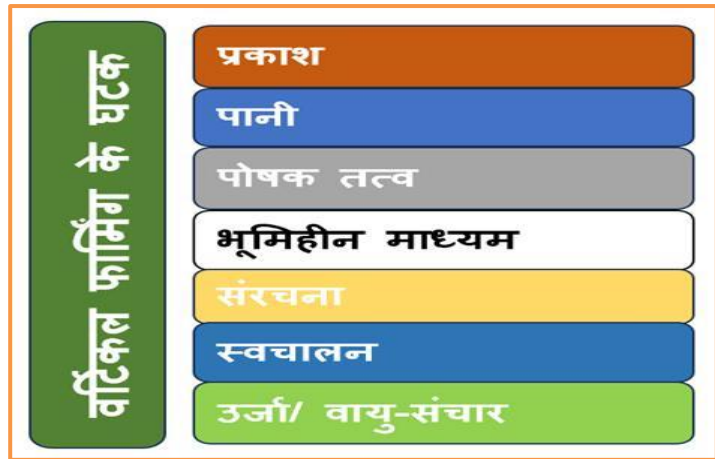 वर्टिकल फार्मिंग के घटक
प्रकाश
पानी
पोषक तत्व
भूमिहीन माध्यम
संरचना
स्वचालन
उर्जा/ वायु-संचार